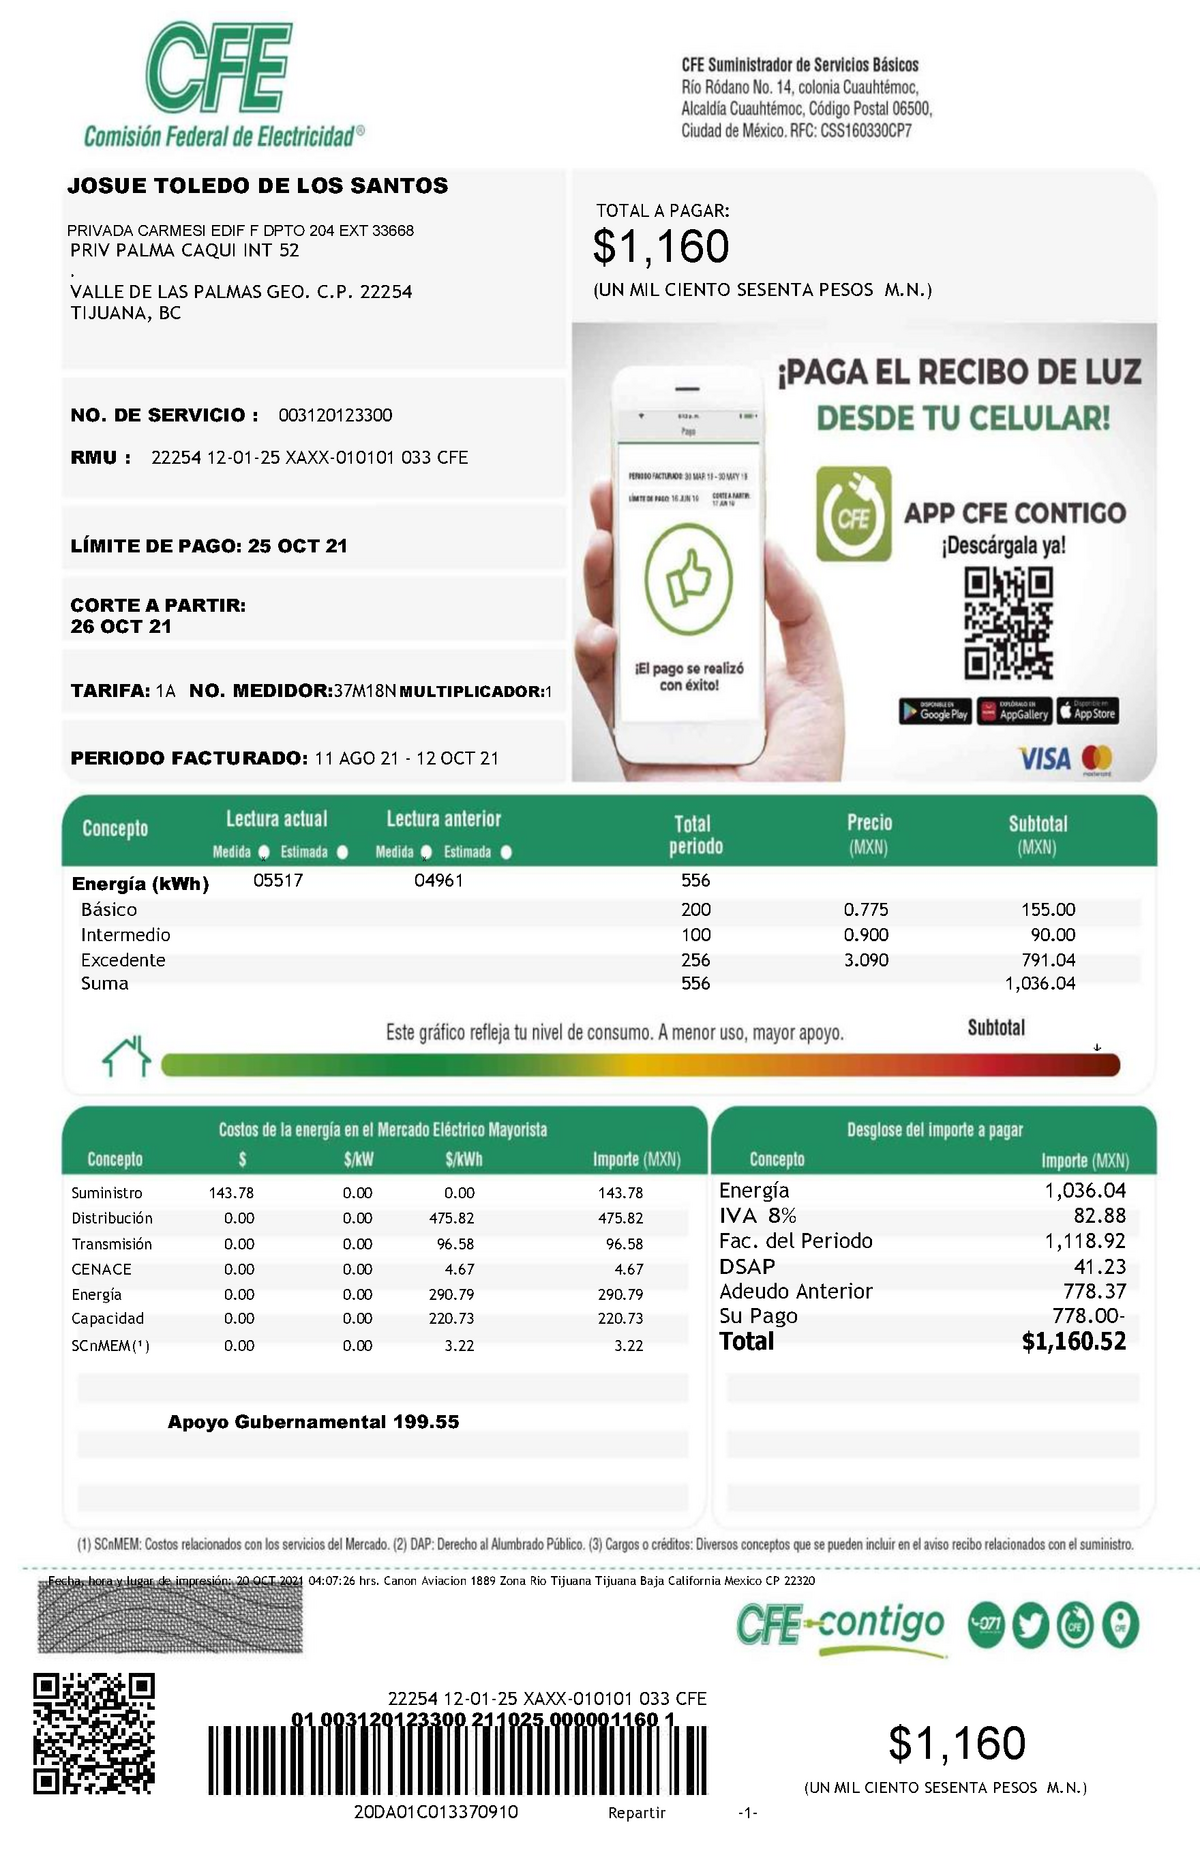 CFE
Comisión Federal de Electricidad®
CFE Suministrador de Servicios Básicos
Río Ródano No. 14, colonia Cuauhtémoc,
Alcaldía Cuauhtémoc, Código Postal 06500,
Ciudad de México. RFC: CSS160330CP7
JOSUE TOLEDO DE LOS SANTOS
PRIVADA CARMESI EDIF F DPTO 204 EXT 33668
PRIV PALMA CAQUI INT 52
.
VALLE DE LAS PALMAS GEO. C.P. 22254
TIJUANA, BC
TOTAL A PAGAR:
$1,160
(UN MIL CIENTO SESENTA PESOS M.N.)
NO. DE SERVICIO : 003120123300
RMU : 22254 12-01-25 XAXX-010101 033 CFE
LÍMITE DE PAGO: 25 OCT 21
CORTE A PARTIR:
26 OCT 21
TARIFA: 1A NO. MEDIDOR:37M18N MULTIPLICADOR:1
PERIODO FACTURADO: 11 AGO 21 - 12 OCT 21
¡PAGA EL RECIBO DE LUZ
DESDE TU CELULAR!
Pago
PERIODO FACTURADO: 30 MAR 19 - 30 MAY 19
LÍMITE DE PAGO: 16 JUN 19
CORTE A PARTIR:
17 JUN 19
¡El pago se realizó
con éxito!
CFE
APP CFE CONTIGO
¡Descárgala ya!
DISPONIBLE EN
Google Play
EXPLÓRALO EN
AppGallery
Disponible en
App Store
VISA
mastercard
Concepto
Lectura actual
Lectura anterior
Total
periodo
Precio
(MXN)
Subtotal
(MXN)
Medida Estimada Medida Estimada
Energía (kWh) 05517 04961 556
Básico 200 0.775 155.00
Intermedio 100 0.900 90.00
Excedente 256 3.090 791.04
Suma 556 1,036.04
Este gráfico refleja tu nivel de consumo. A menor uso, mayor apoyo.
Subtotal
Costos de la energía en el Mercado Eléctrico Mayorista
Concepto $ $/kW $/kWh Importe (MXN)
Suministro 143.78 0.00 0.00 143.78
Distribución 0.00 0.00 475.82 475.82
Transmisión 0.00 0.00 96.58 96.58
CENACE 0.00 0.00 4.67 4.67
Energía 0.00 0.00 290.79 290.79
Capacidad 0.00 0.00 220.73 220.73
SCnMEM(¹) 0.00 0.00 3.22 3.22
Apoyo Gubernamental 199.55
Desglose del importe a pagar
Concepto Importe (MXN)
Energía 1,036.04
IVA 8% 82.88
Fac. del Periodo 1,118.92
DSAP 41.23
Adeudo Anterior 778.37
Su Pago 778.00-
Total $1,160.52
(1) SCnMEM: Costos relacionados con los servicios del Mercado. (2) DAP: Derecho al Alumbrado Público. (3) Cargos o créditos: Diversos conceptos que se pueden incluir en el aviso recibo relacionados con el suministro.
Fecha, hora y lugar de impresión: 20 OCT 2021 04:07:26 hrs. Canon Aviacion 1889 Zona Rio Tijuana Tijuana Baja California Mexico CP 22320
CFE contigo
071
CFE
CFE
22254 12-01-25 XAXX-010101 033 CFE
01 003120123300 211025 000001160 1
20DA01C013370910 Repartir -1-
$1,160
(UN MIL CIENTO SESENTA PESOS M.N.)